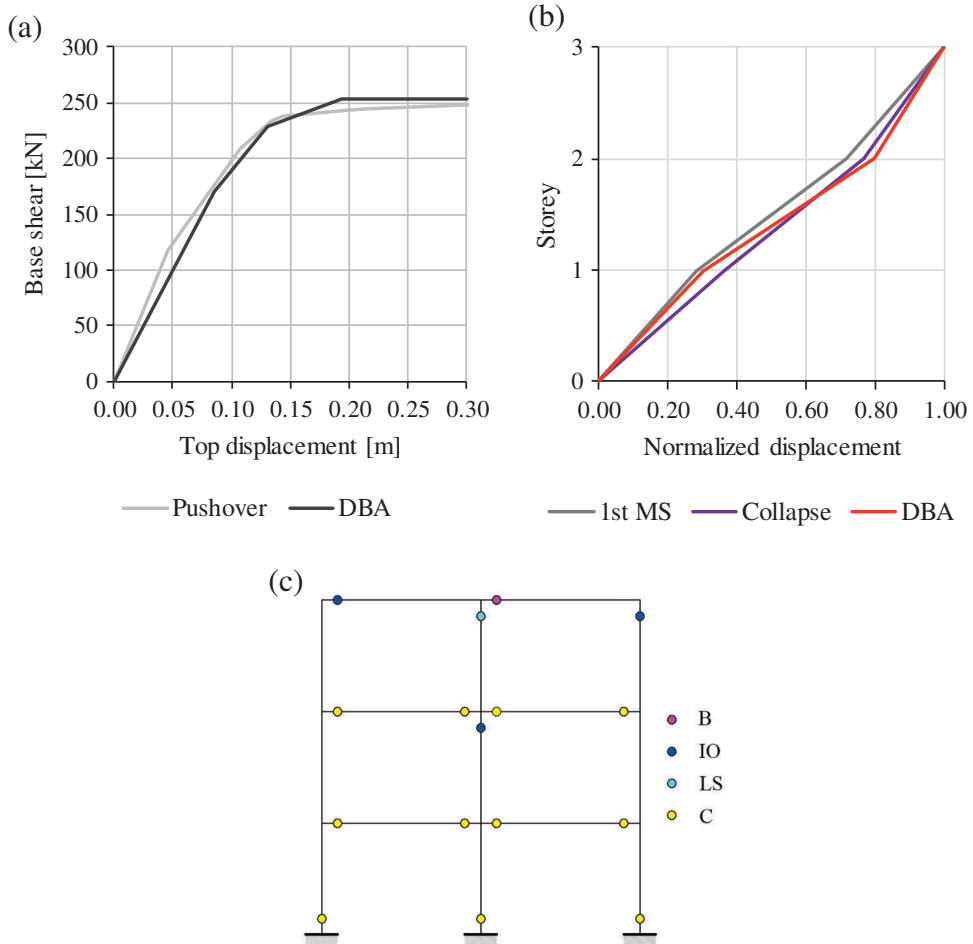 (a)
300
250
200
150
100
50
0
Base shear [kN]
0.00 0.05 0.10 0.15 0.20 0.25 0.30
Top displacement [m]
Pushover DBA
(b)
3
2
1
0
Storey
0.00 0.20 0.40 0.60 0.80 1.00
Normalized displacement
1st MS Collapse DBA
(c)
B
IO
LS
C